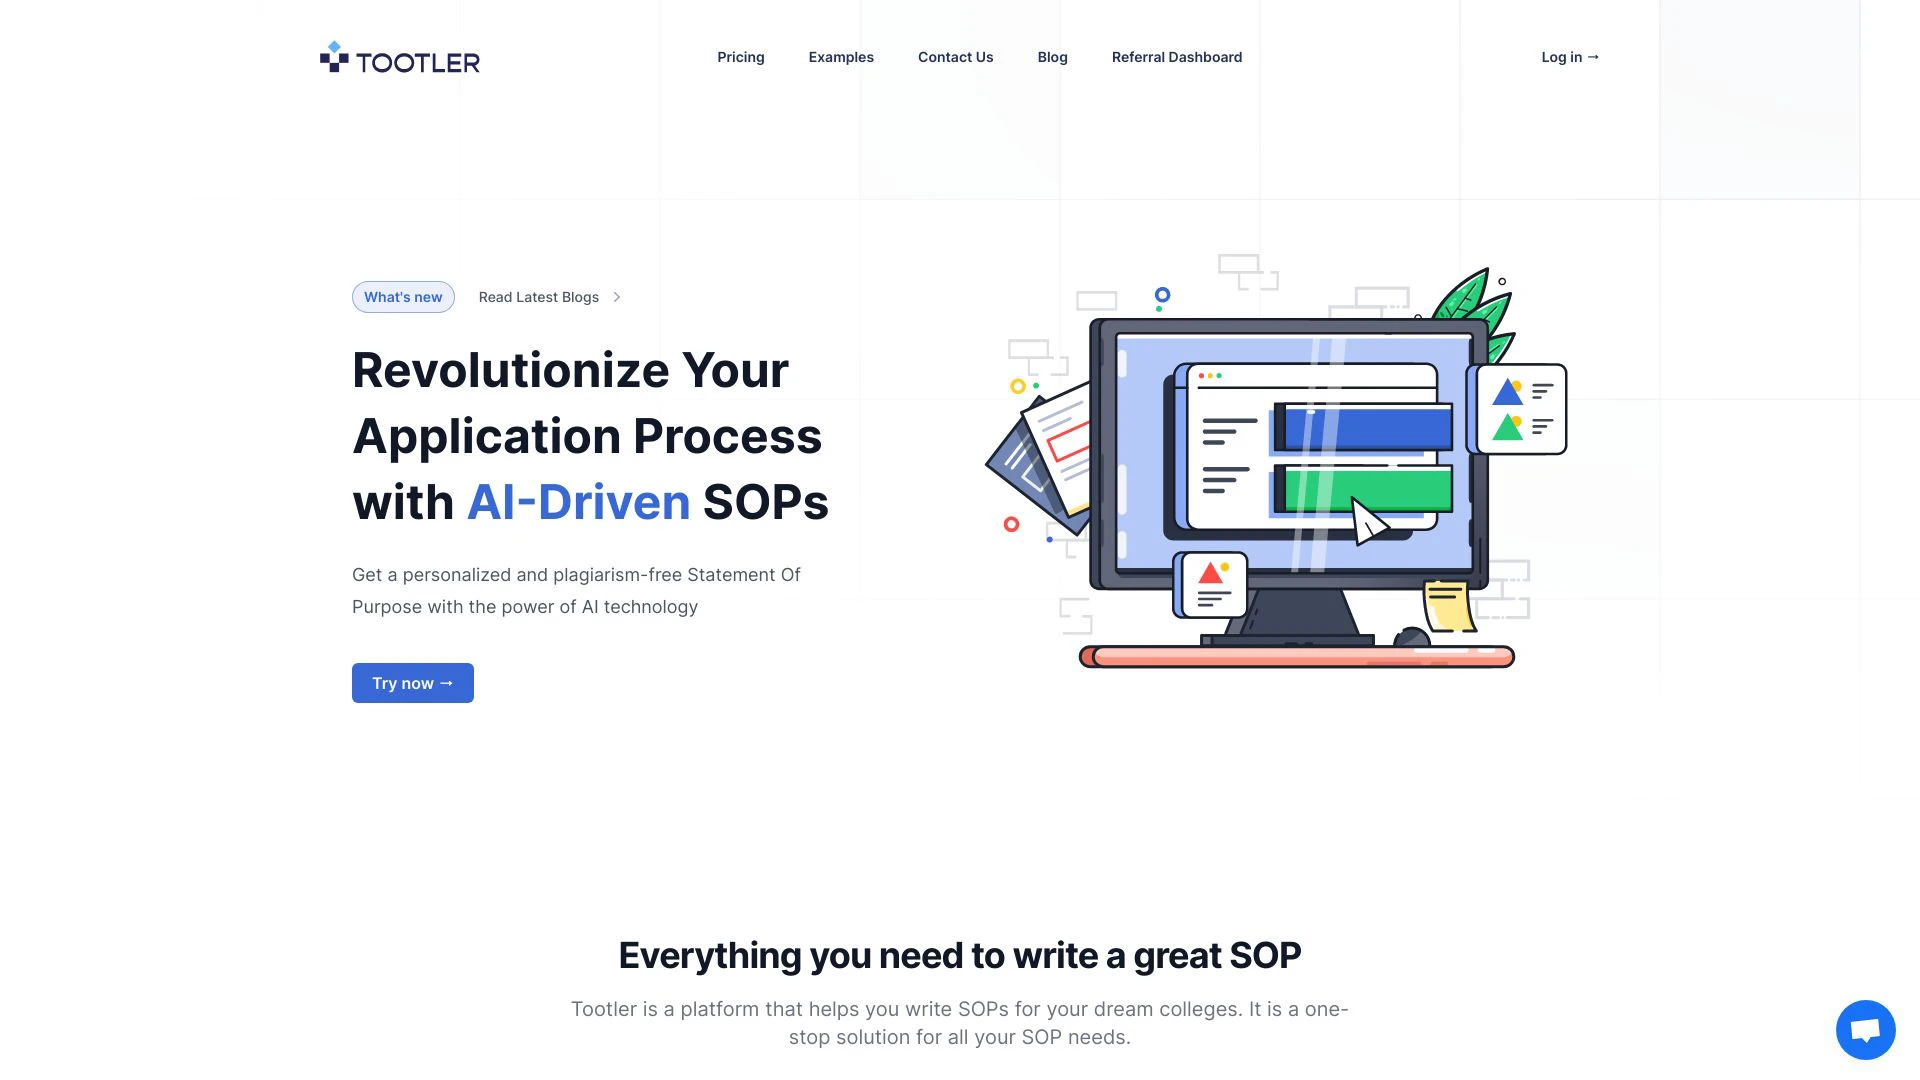 TOOTLER
Pricing
Examples
Contact Us
Blog
Referral Dashboard
Log in →
What's new
Read Latest Blogs
Revolutionize Your
Application Process
with AI-Driven SOPs
Get a personalized and plagiarism-free Statement Of
Purpose with the power of AI technology
Try now →
Everything you need to write a great SOP
Tootler is a platform that helps you write SOPs for your dream colleges. It is a one-
stop solution for all your SOP needs.